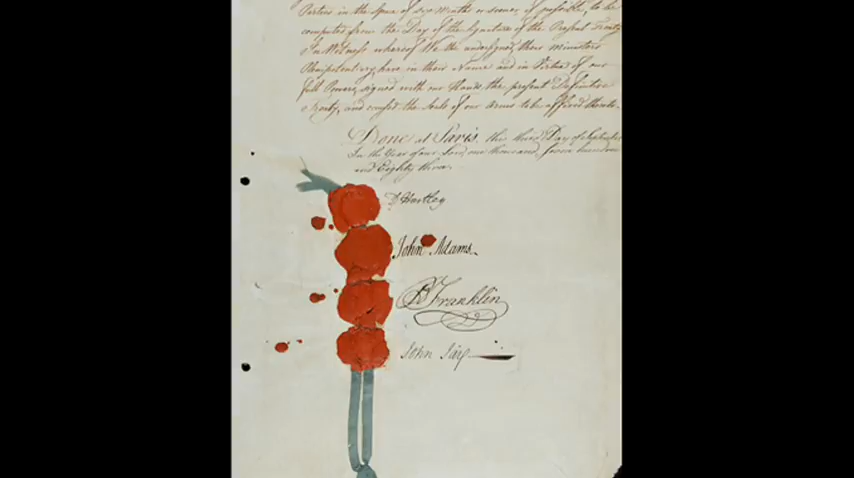 Parties in the Space of six Months or sooner, if possible, to be
computed from the Day of the Signature of the Present Treaty
In Witness whereof We the undersigned, their Ministers
Plenipotentiary, have in their Name and in Virtue of our
full Powers, signed with our Hands the present Definitive
Treaty, and caused the Seals of our Arms to be affixed thereto.
Done at Paris, this third Day of September
In the Year of our Lord, one thousand, seven hundred
and Eighty three.
D Hartley
John Adams.
B Franklin
John Jay